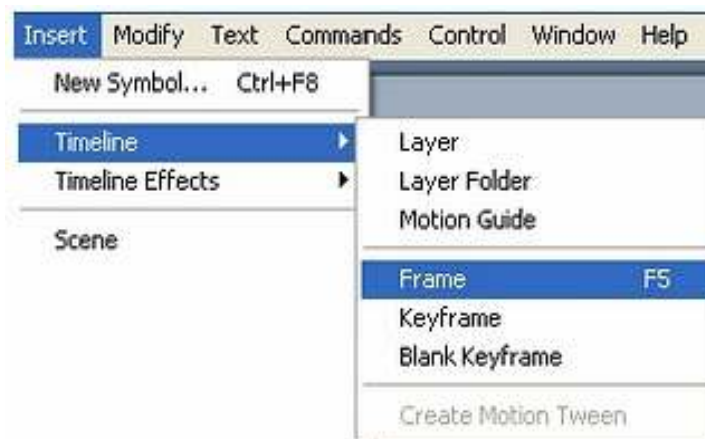 Insert Modify Text Commands Control Window Help
New Symbol... Ctrl+F8
Timeline
Timeline Effects
Scene
Layer
Layer Folder
Motion Guide
Frame F5
Keyframe
Blank Keyframe
Create Motion Tween